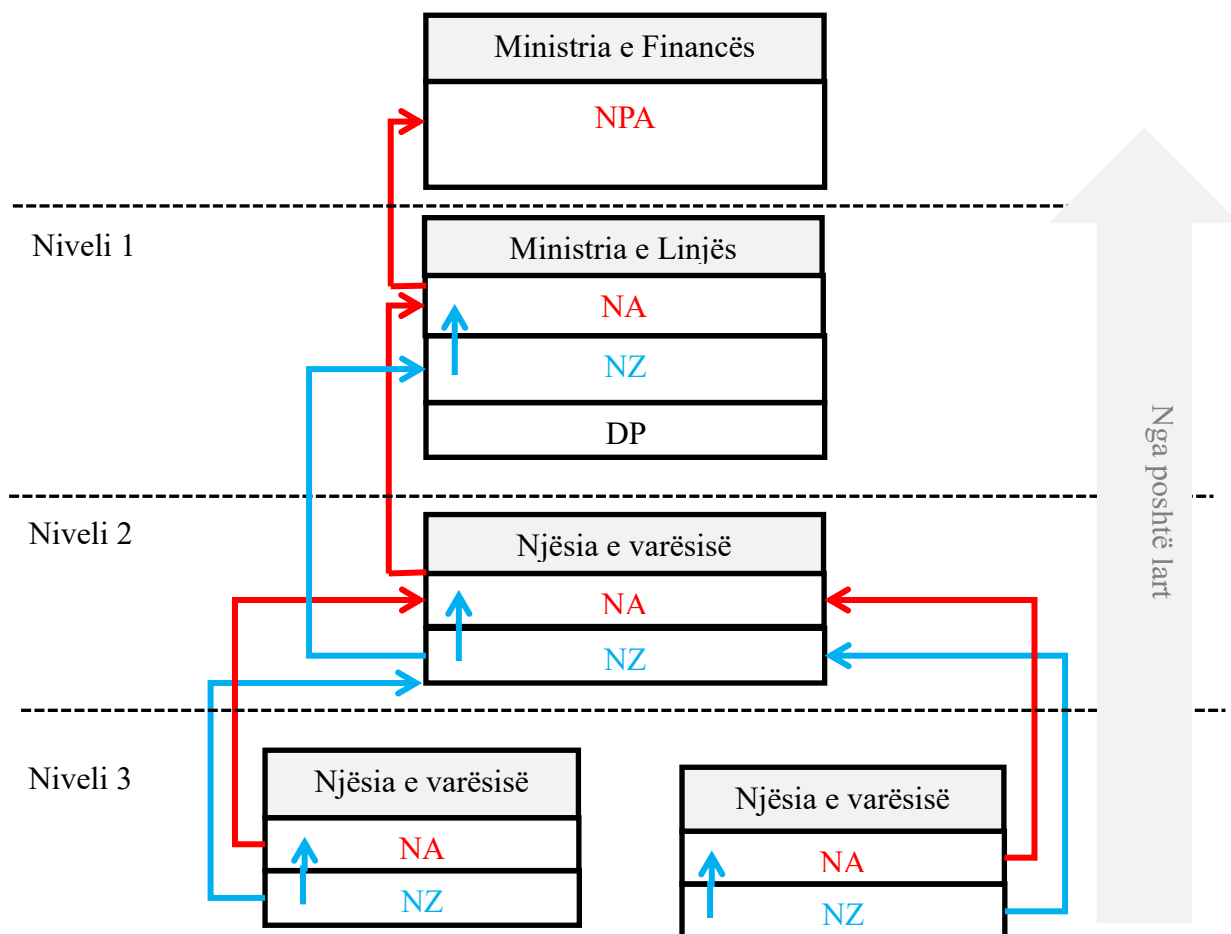 Ministria e Financës
NPA
Niveli 1
Ministria e Linjës
NA
NZ
DP
Niveli 2
Njësia e varësisë
NA
NZ
Niveli 3
Njësia e varësisë
NA
NZ
Njësia e varësisë
NA
NZ
Nga poshtë lart